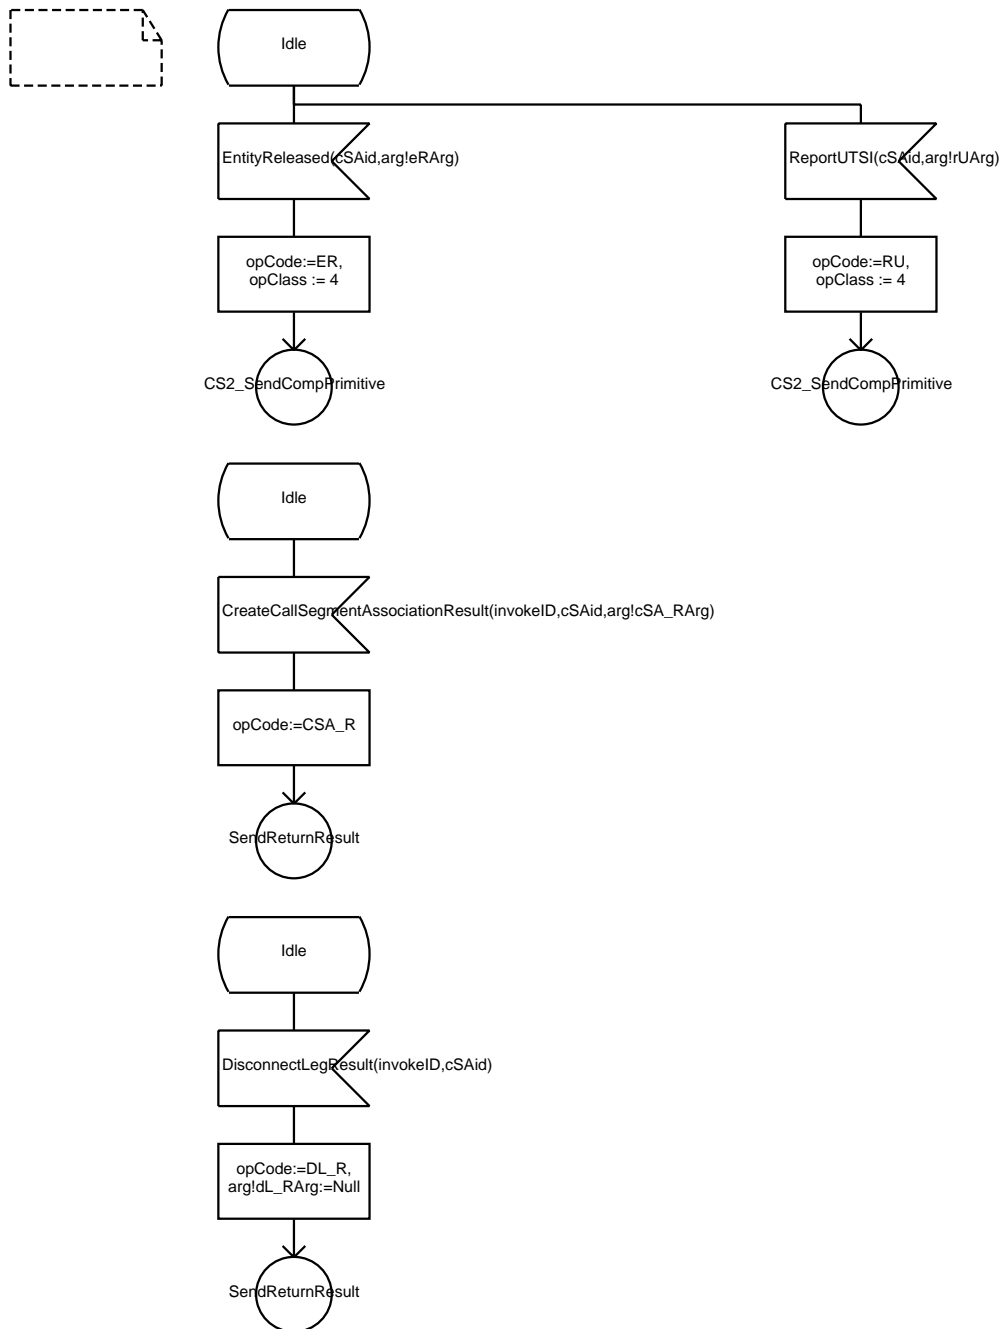 Idle
EntityReleased(cSAid,arg!eRArg)
ReportUTSI(cSAid,arg!rUArg)
opCode:=ER,
opClass := 4
opCode:=RU,
opClass := 4
CS2_SendCompPrimitive
CS2_SendCompPrimitive
Idle
CreateCallSegmentAssociationResult(invokeID,cSAid,arg!cSA_RArg)
opCode:=CSA_R
SendReturnResult
Idle
DisconnectLegResult(invokeID,cSAid)
opCode:=DL_R,
arg!dL_RArg:=Null
SendReturnResult